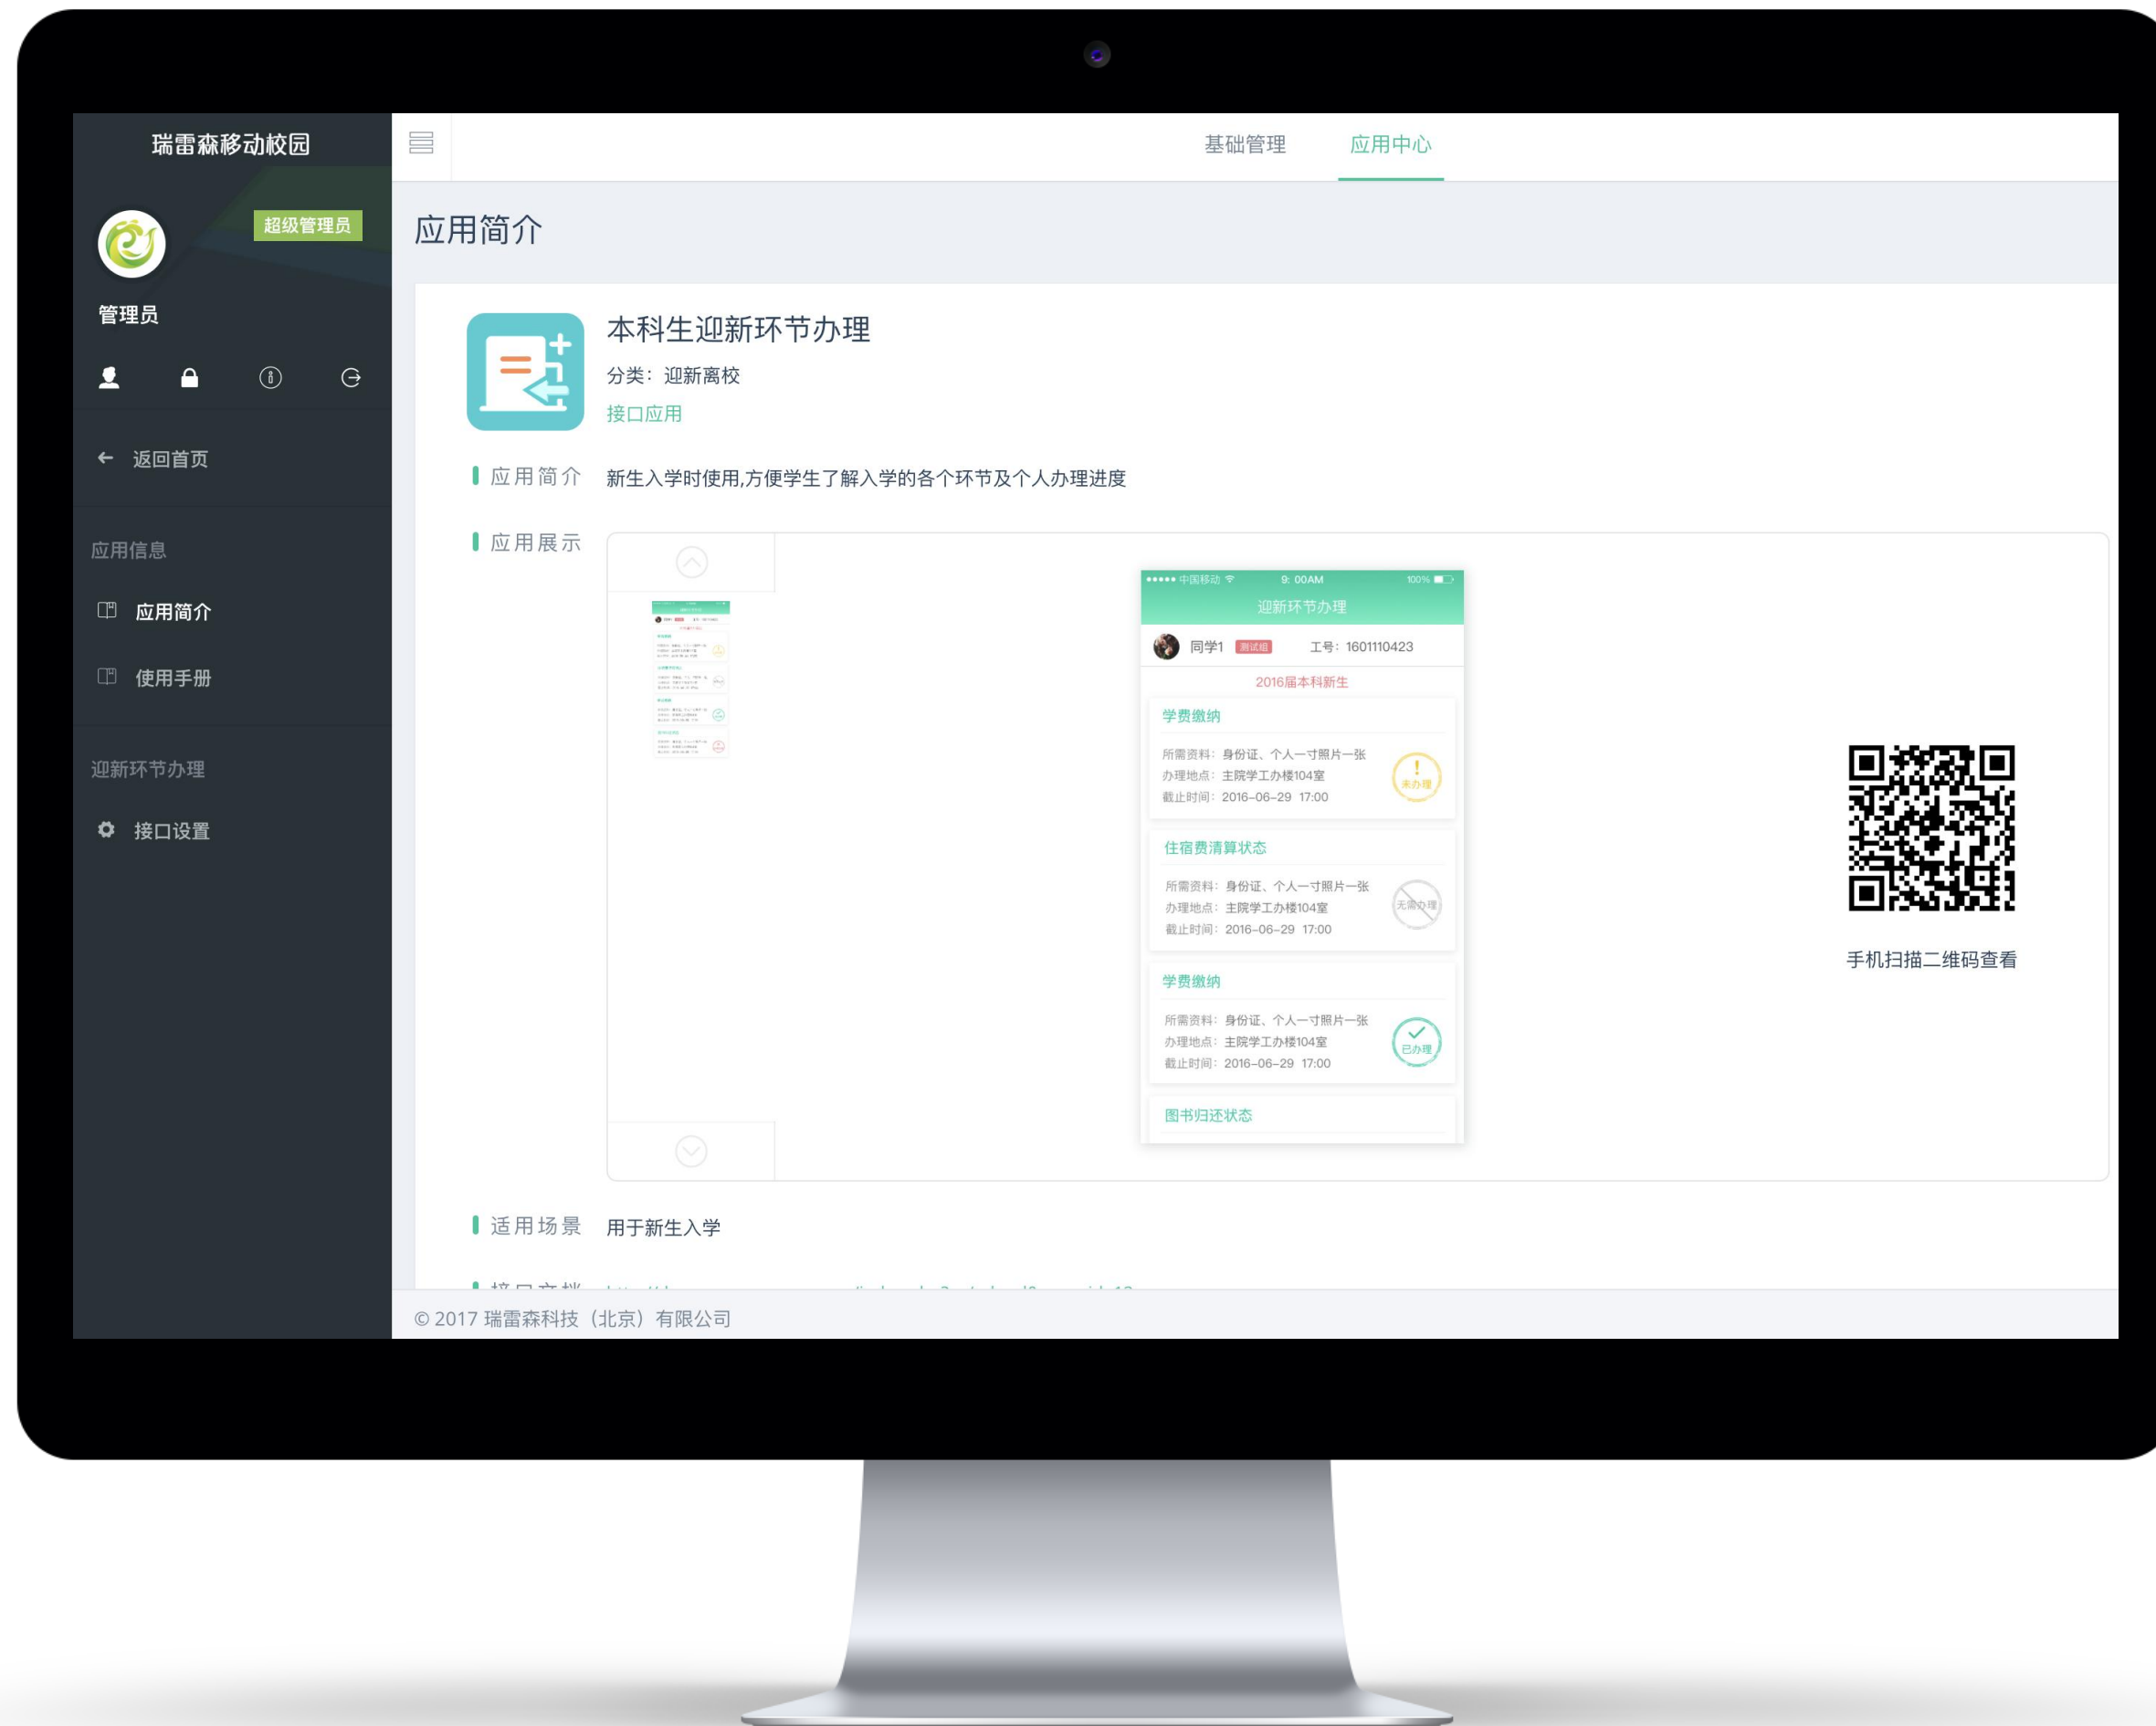 瑞雷森移动校园
超级管理员
管理员
返回首页
应用信息
应用简介
使用手册
迎新环节办理
接口设置
基础管理
应用中心
应用简介
本科生迎新环节办理
分类：迎新离校
接口应用
应用简介 新生入学时使用,方便学生了解入学的各个环节及个人办理进度
应用展示
中国移动 9: 00AM 100%
迎新环节办理
同学1 测试组 工号：1601110423
2016届本科新生
学费缴纳
所需资料：身份证、个人一寸照片一张
办理地点：主院学工办楼104室
截止时间：2016-06-29 17:00
未办理
住宿费清算状态
所需资料：身份证、个人一寸照片一张
办理地点：主院学工办楼104室
截止时间：2016-06-29 17:00
无需办理
学费缴纳
所需资料：身份证、个人一寸照片一张
办理地点：主院学工办楼104室
截止时间：2016-06-29 17:00
已办理
图书归还状态
手机扫描二维码查看
适用场景 用于新生入学
© 2017 瑞雷森科技（北京）有限公司